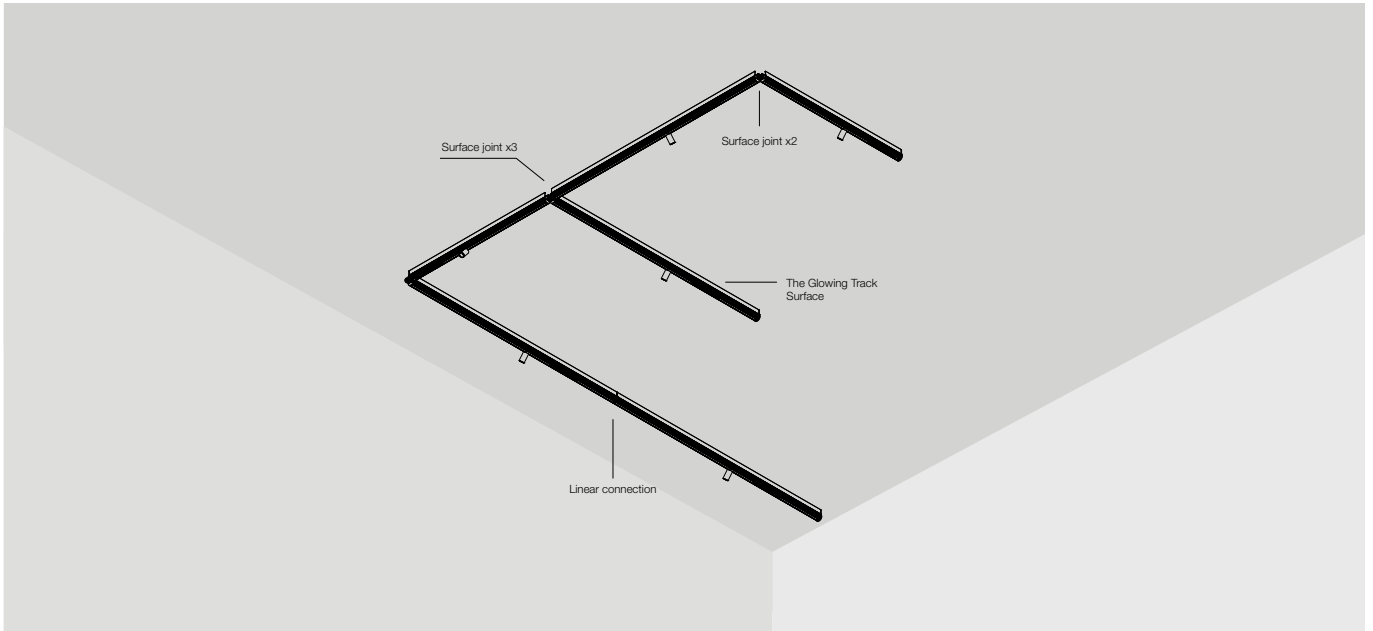 Surface joint x2
Surface joint x3
The Glowing Track
Surface
Linear connection